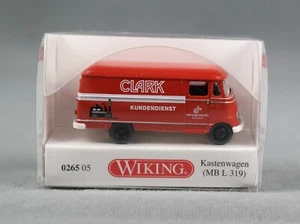 CLARK
KUNDENDIENST
0265 05
WIKING
Kastenwagen
(MB L 319)